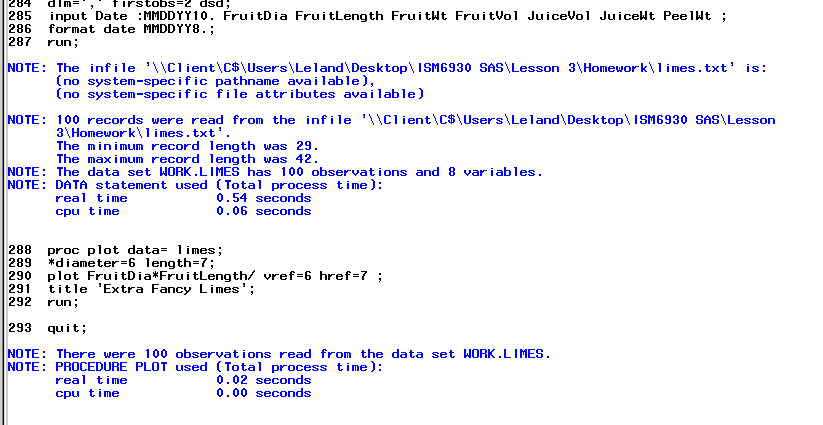 284  dlm=',' firstobs=2 dsd;
285  input Date :MMDDYY10. FruitDia FruitLength FruitWt FruitVol JuiceVol JuiceWt PeelWt ;
286  format date MMDDYY8.;
287  run;
NOTE: The infile '\\Client\C$\Users\Leland\Desktop\ISM6930 SAS\Lesson 3\Homework\limes.txt' is:
(no system-specific pathname available),
(no system-specific file attributes available)
NOTE: 100 records were read from the infile '\\Client\C$\Users\Leland\Desktop\ISM6930 SAS\Lesson
3\Homework\limes.txt'.
The minimum record length was 29.
The maximum record length was 42.
NOTE: The data set WORK.LIMES has 100 observations and 8 variables.
NOTE: DATA statement used (Total process time):
real time           0.54 seconds
cpu time            0.06 seconds
288  proc plot data= limes;
289  *diameter=6 length=7;
290  plot FruitDia*FruitLength/ vref=6 href=7 ;
291  title 'Extra Fancy Limes';
292  run;
293  quit;
NOTE: There were 100 observations read from the data set WORK.LIMES.
NOTE: PROCEDURE PLOT used (Total process time):
real time           0.02 seconds
cpu time            0.00 seconds